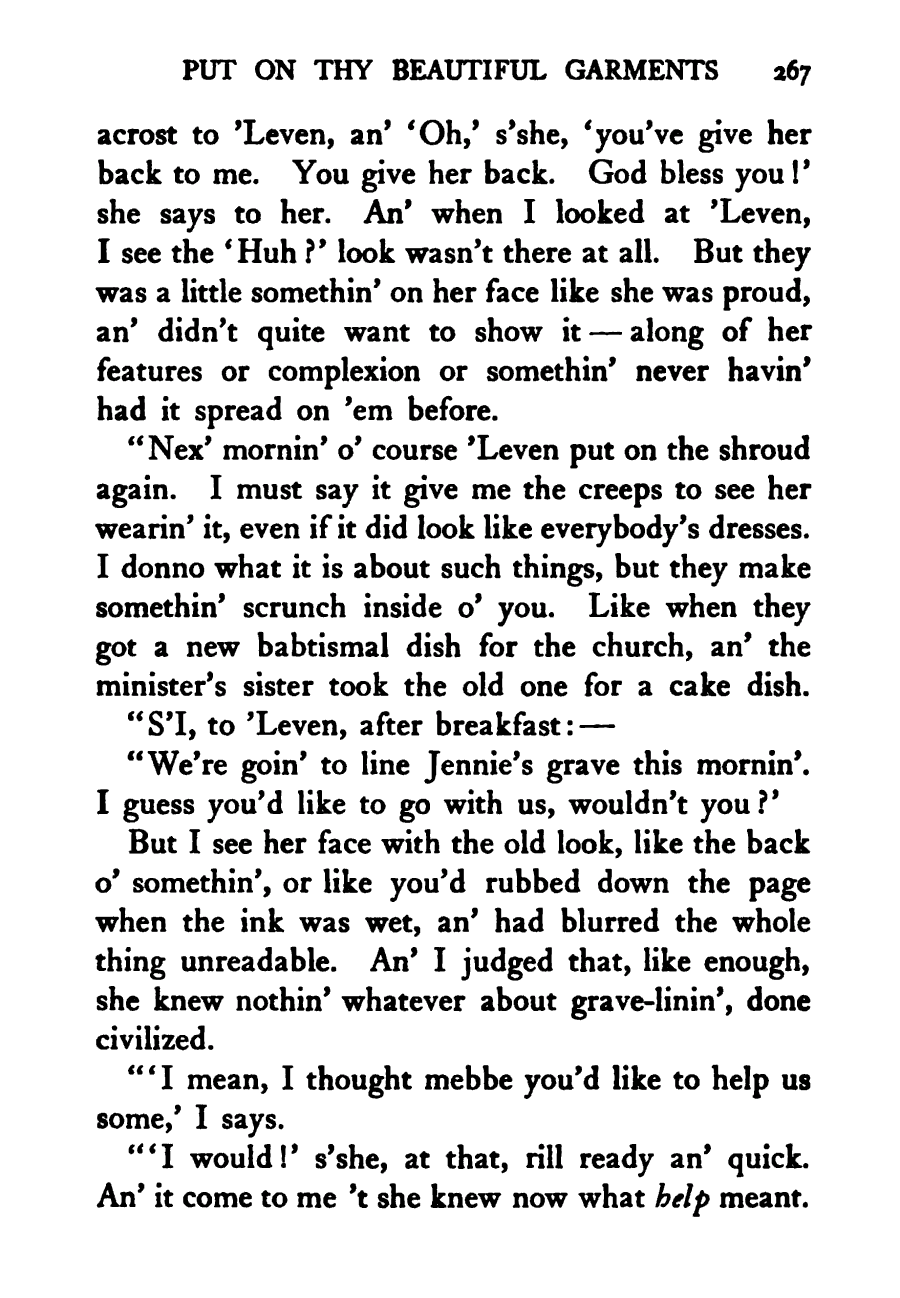 PUT ON THY BEAUTIFUL GARMENTS 267
acrost to ’Leven, an’ ‘Oh,’ s’she, ‘you’ve give her
back to me. You give her back. God bless you!’
she says to her. An’ when I looked at ’Leven,
I see the ‘Huh?’ look wasn’t there at all. But they
was a little somethin’ on her face like she was proud,
an’ didn’t quite want to show it — along of her
features or complexion or somethin’ never havin’
had it spread on ’em before.
“Nex’ mornin’ o’ course ’Leven put on the shroud
again. I must say it give me the creeps to see her
wearin’ it, even if it did look like everybody’s dresses.
I donno what it is about such things, but they make
somethin’ scrunch inside o’ you. Like when they
got a new babtismal dish for the church, an’ the
minister’s sister took the old one for a cake dish.
“S’I, to ’Leven, after breakfast: —
“We’re goin’ to line Jennie’s grave this mornin’.
I guess you’d like to go with us, wouldn’t you?’
But I see her face with the old look, like the back
o’ somethin’, or like you’d rubbed down the page
when the ink was wet, an’ had blurred the whole
thing unreadable. An’ I judged that, like enough,
she knew nothin’ whatever about grave-linin’, done
civilized.
“‘I mean, I thought mebbe you’d like to help us
some,’ I says.
“‘I would!’ s’she, at that, rill ready an’ quick.
An’ it come to me ’t she knew now what help meant.